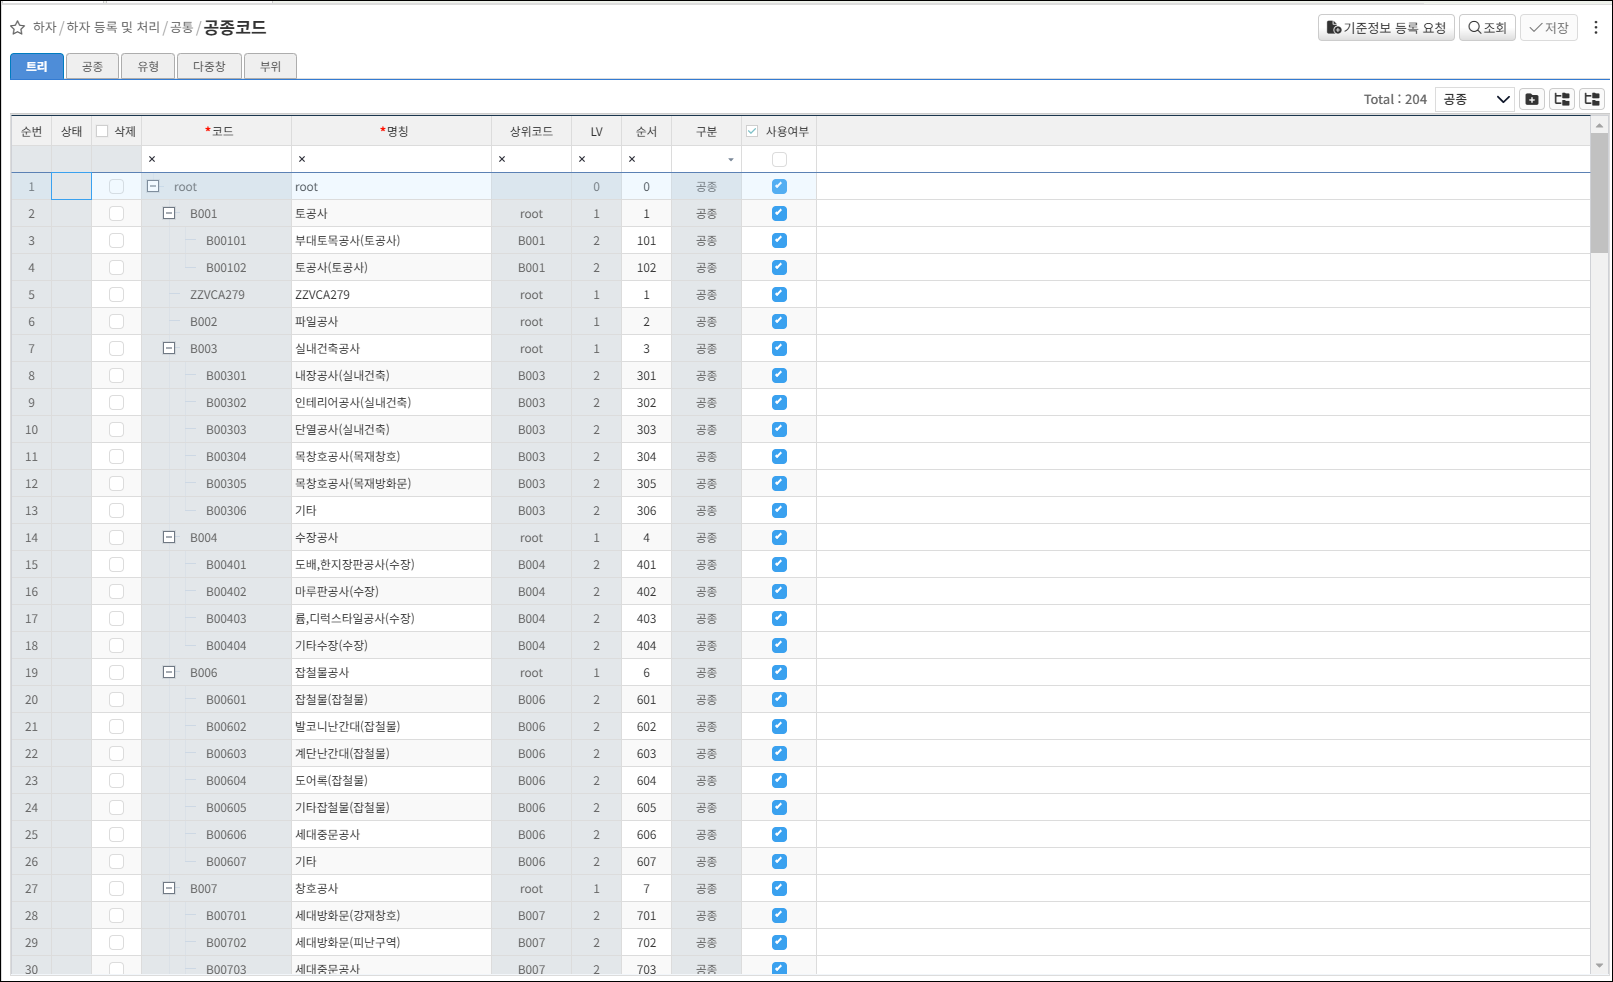 하자/하자 등록 및 처리/공통/공종코드
기준정보 등록 요청 조회 저장
트리 공종 유형 다중창 부위
Total : 204 공종
순번 상태 삭제 *코드 *명칭 상위코드 LV 순서 구분 사용여부
× × × × ×
1 root root 0 0 공종
2 B001 토공사 root 1 1 공종
3 B00101 부대토목공사(토공사) B001 2 101 공종
4 B00102 토공사(토공사) B001 2 102 공종
5 ZZVCA279 ZZVCA279 root 1 1 공종
6 B002 파일공사 root 1 2 공종
7 B003 실내건축공사 root 1 3 공종
8 B00301 내장공사(실내건축) B003 2 301 공종
9 B00302 인테리어공사(실내건축) B003 2 302 공종
10 B00303 단열공사(실내건축) B003 2 303 공종
11 B00304 목창호공사(목재창호) B003 2 304 공종
12 B00305 목창호공사(목재방화문) B003 2 305 공종
13 B00306 기타 B003 2 306 공종
14 B004 수장공사 root 1 4 공종
15 B00401 도배,한지장판공사(수장) B004 2 401 공종
16 B00402 마루판공사(수장) B004 2 402 공종
17 B00403 륨,디럭스타일공사(수장) B004 2 403 공종
18 B00404 기타수장(수장) B004 2 404 공종
19 B006 잡철물공사 root 1 6 공종
20 B00601 잡철물(잡철물) B006 2 601 공종
21 B00602 발코니난간대(잡철물) B006 2 602 공종
22 B00603 계단난간대(잡철물) B006 2 603 공종
23 B00604 도어록(잡철물) B006 2 604 공종
24 B00605 기타잡철물(잡철물) B006 2 605 공종
25 B00606 세대중문공사 B006 2 606 공종
26 B00607 기타 B006 2 607 공종
27 B007 창호공사 root 1 7 공종
28 B00701 세대방화문(강재창호) B007 2 701 공종
29 B00702 세대방화문(피난구역) B007 2 702 공종
30 B00703 세대중문공사 B007 2 703 공종